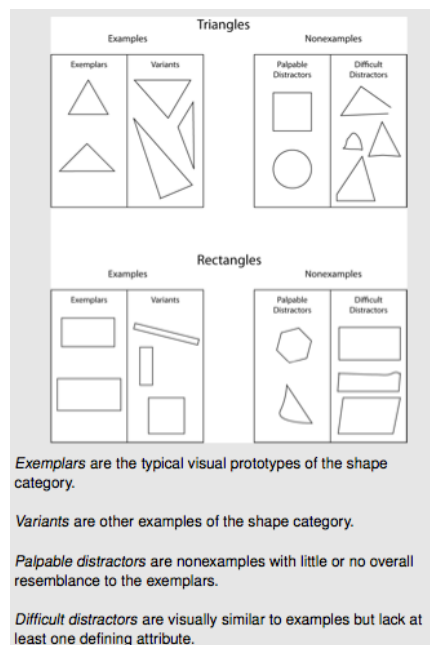 Triangles
Examples
Nonexamples
Exemplars
Variants
Palpable
Distractors
Difficult
Distractors
Rectangles
Examples
Nonexamples
Exemplars
Variants
Palpable
Distractors
Difficult
Distractors
Exemplars are the typical visual prototypes of the shape
category.
Variants are other examples of the shape category.
Palpable distractors are nonexamples with little or no overall
resemblance to the exemplars.
Difficult distractors are visually similar to examples but lack at
least one defining attribute.